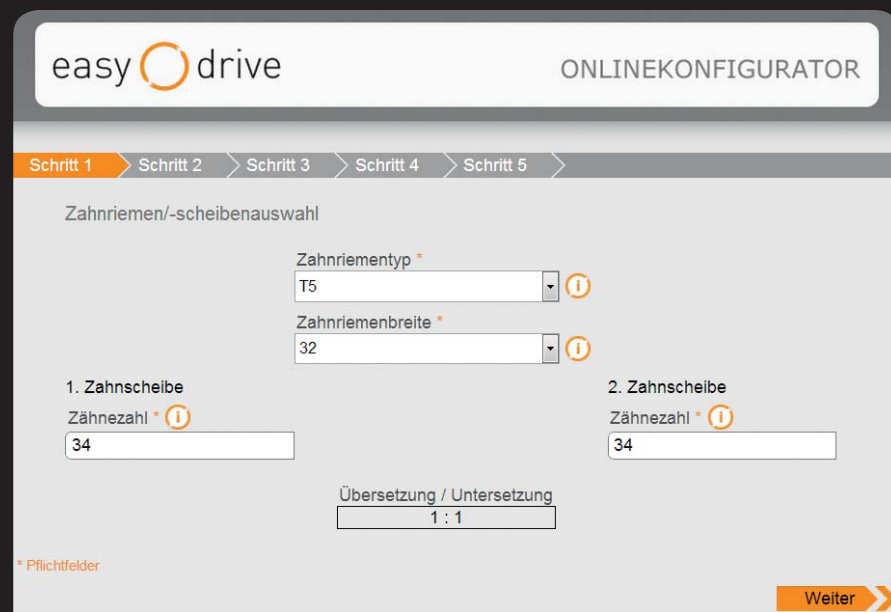 easy drive
ONLINEKONFIGURATOR
Schritt 1 Schritt 2 Schritt 3 Schritt 4 Schritt 5
Zahnriemen/-scheibenauswahl
Zahnriementyp *
T5
Zahnriemenbreite *
32
1. Zahnscheibe
Zähnezahl *
34
2. Zahnscheibe
Zähnezahl *
34
Übersetzung / Untersetzung
1 : 1
* Pflichtfelder
Weiter